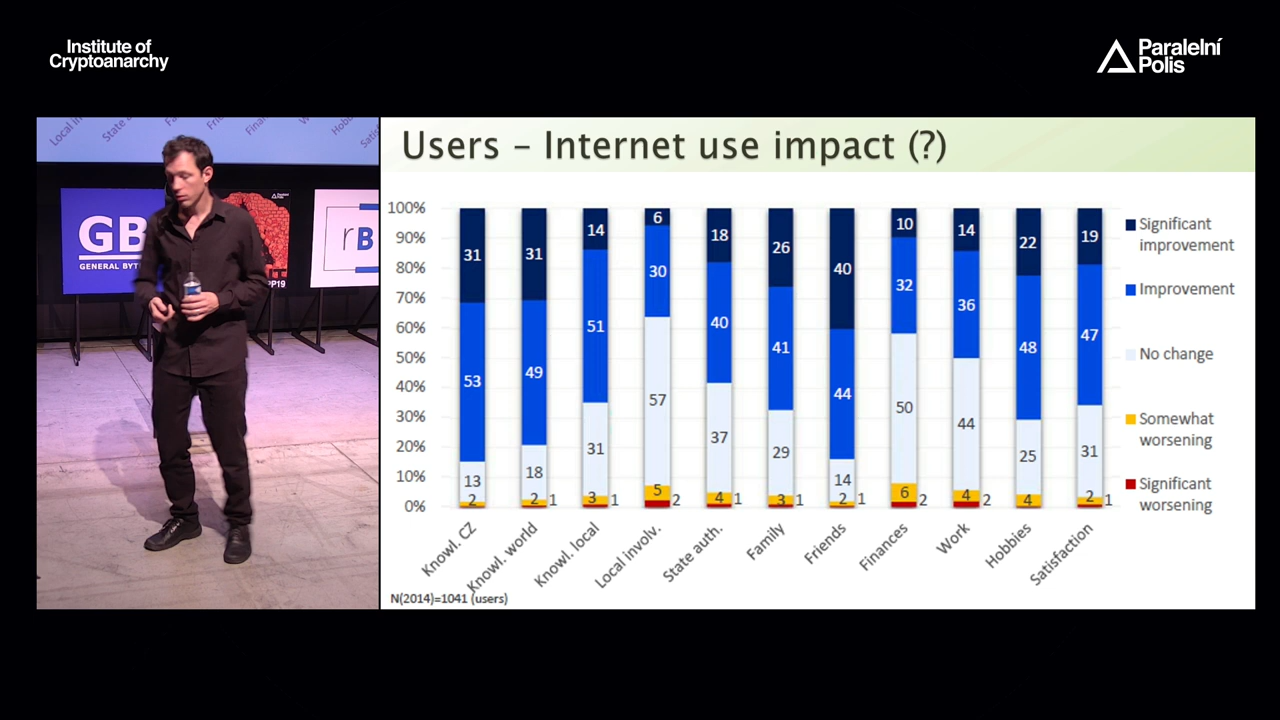 Institute of
Cryptoanarchy
Paralelní
Polis
GB
GENERAL BYT
PP19
rB
Users – Internet use impact (?)
100%
90%
80%
70%
60%
50%
40%
30%
20%
10%
0%
31 31 14 6 18 26 40 10 14 22 19
53 49 51 30 40 41 44 32 36 48 47
13 18 31 57 37 29 14 50 44 25 31
2 2 3 5 4 3 2 6 4 4 2
1 1 2 1 1 1 2 2 1
Significant
improvement
Improvement
No change
Somewhat
worsening
Significant
worsening
Knowl. CZ
Knowl. world
Knowl. local
Local involv.
State auth.
Family
Friends
Finances
Work
Hobbies
Satisfaction
N(2014)=1041 (users)